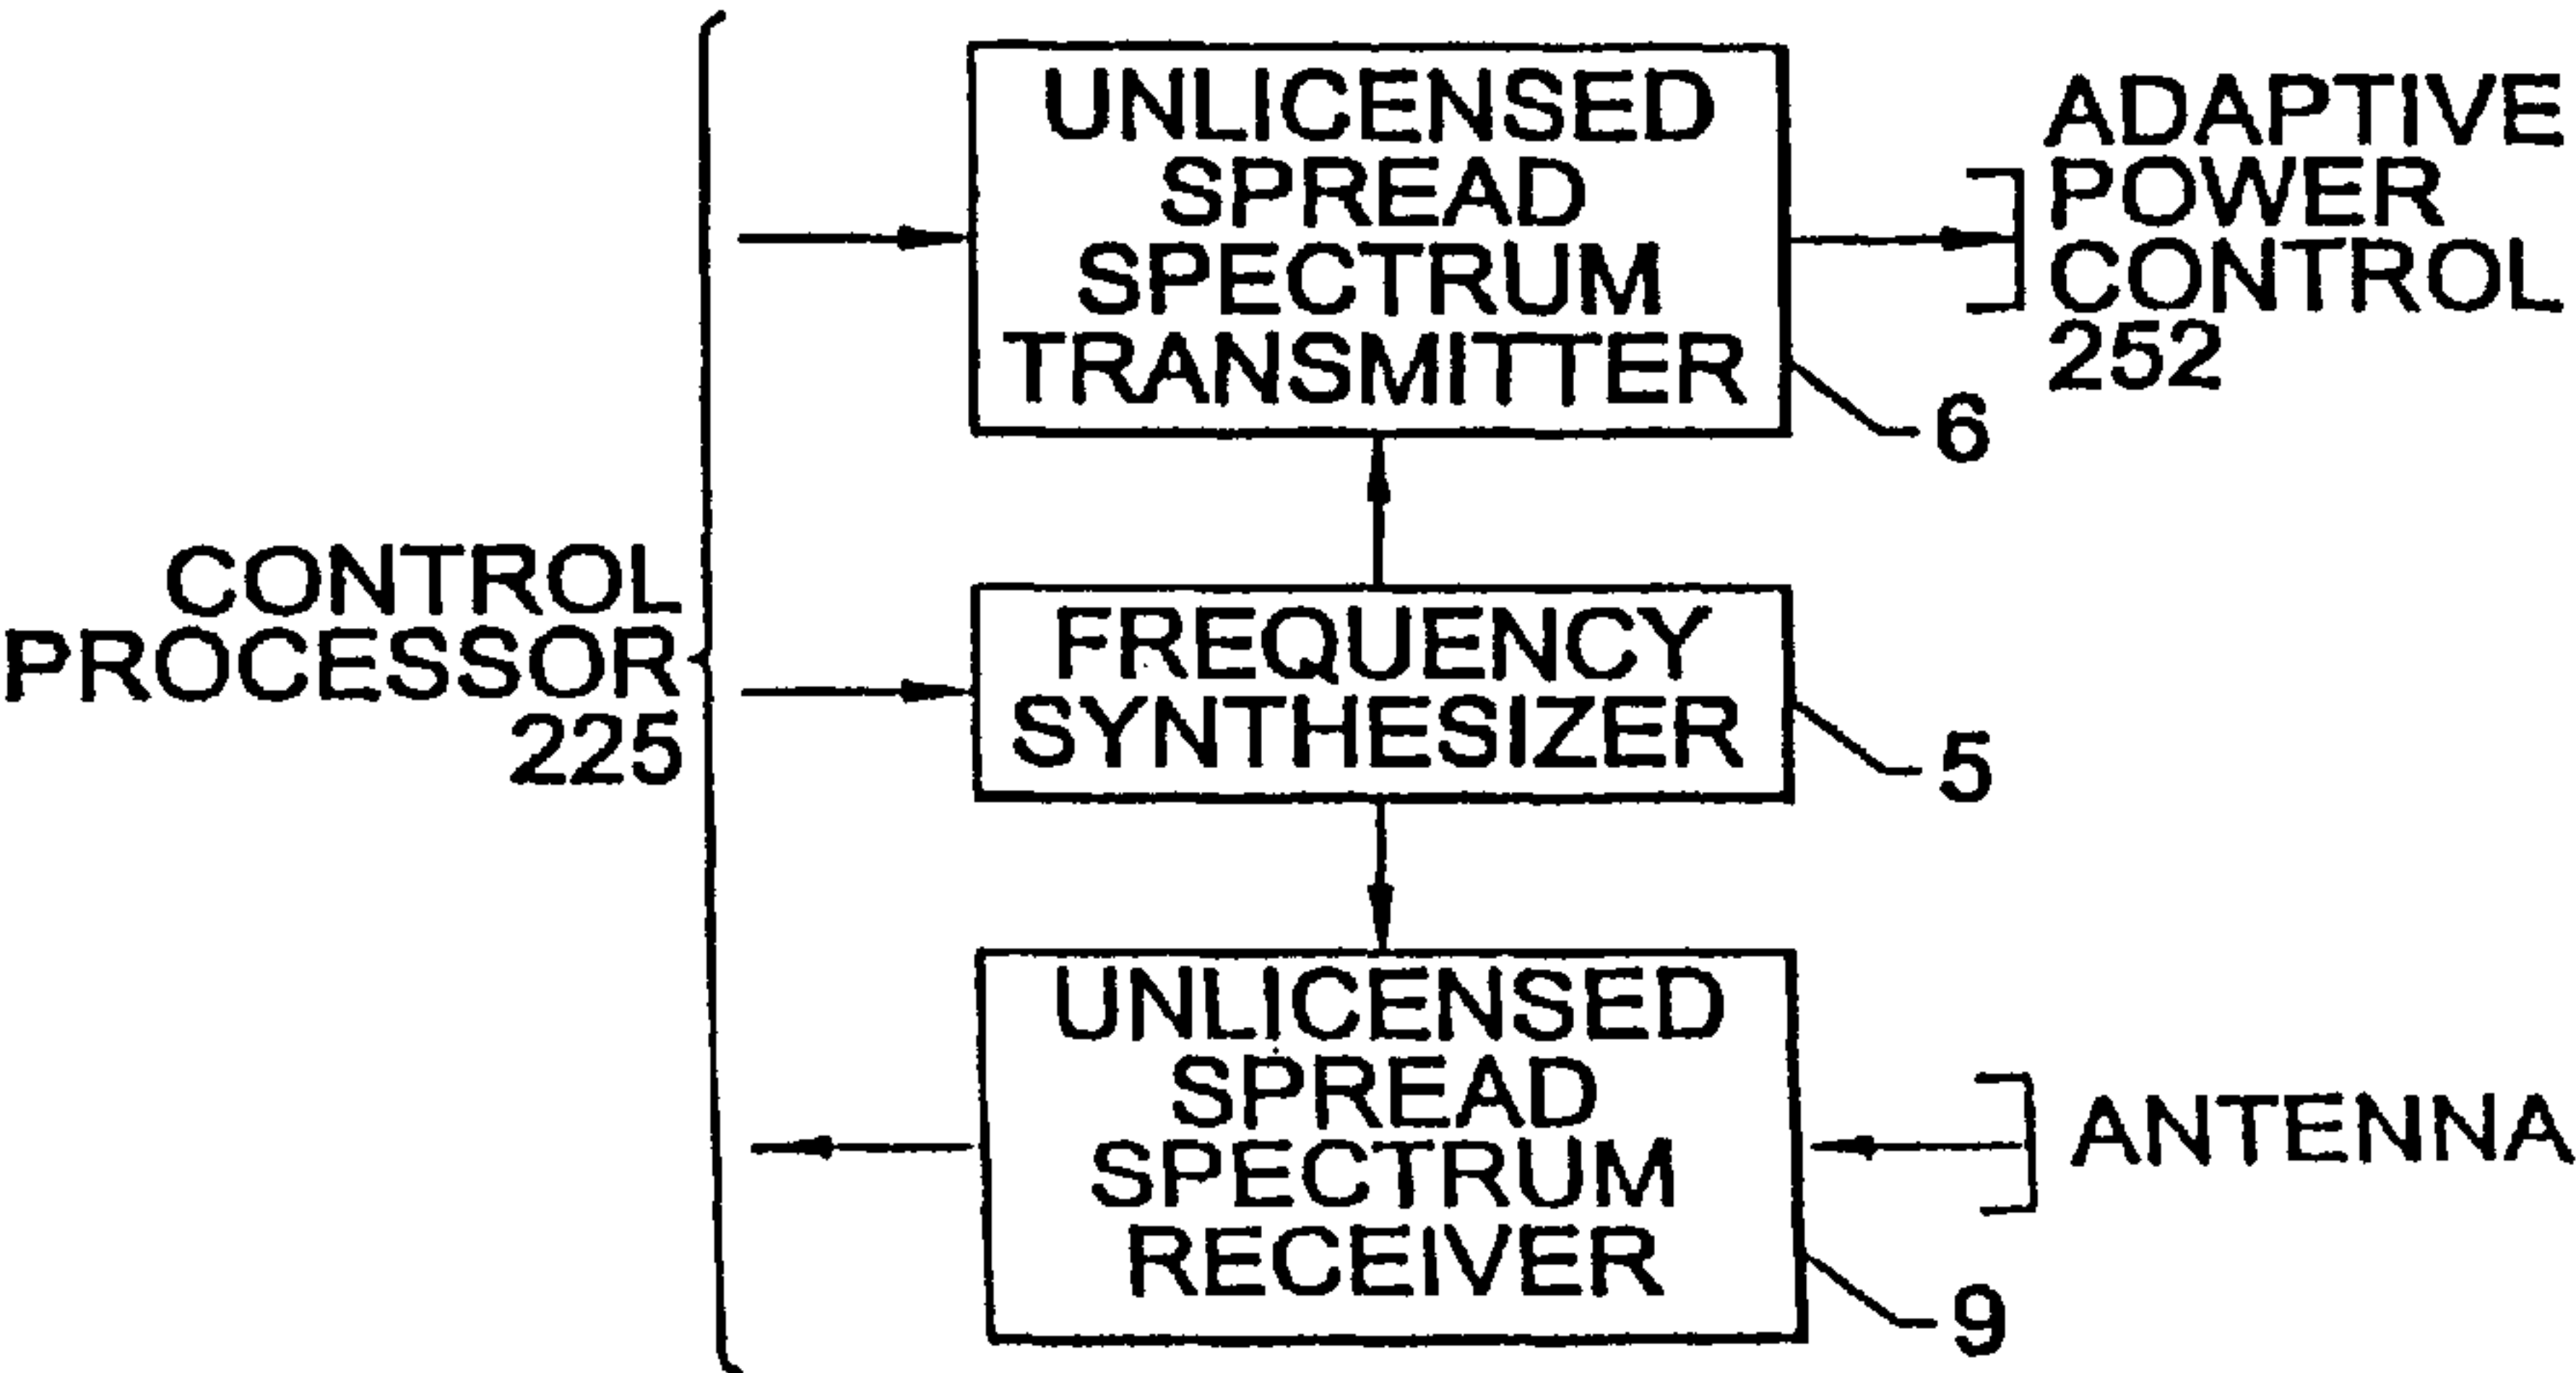 CONTROL
PROCESSOR
225
UNLICENSED
SPREAD
SPECTRUM
TRANSMITTER
6
ADAPTIVE
POWER
CONTROL
252
FREQUENCY
SYNTHESIZER
5
UNLICENSED
SPREAD
SPECTRUM
RECEIVER
9
ANTENNA